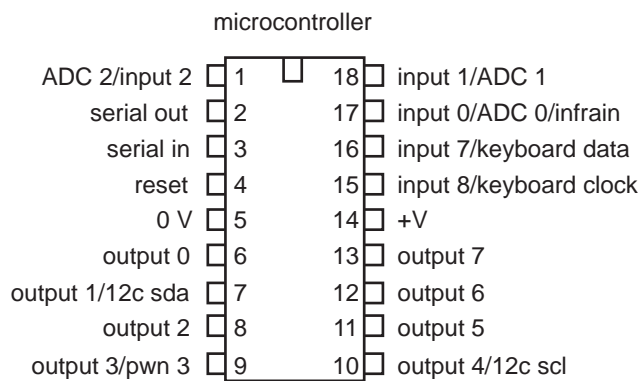 microcontroller
ADC 2/input 2 1 18 input 1/ADC 1
serial out 2 17 input 0/ADC 0/infrain
serial in 3 16 input 7/keyboard data
reset 4 15 input 8/keyboard clock
0 V 5 14 +V
output 0 6 13 output 7
output 1/12c sda 7 12 output 6
output 2 8 11 output 5
output 3/pwn 3 9 10 output 4/12c scl